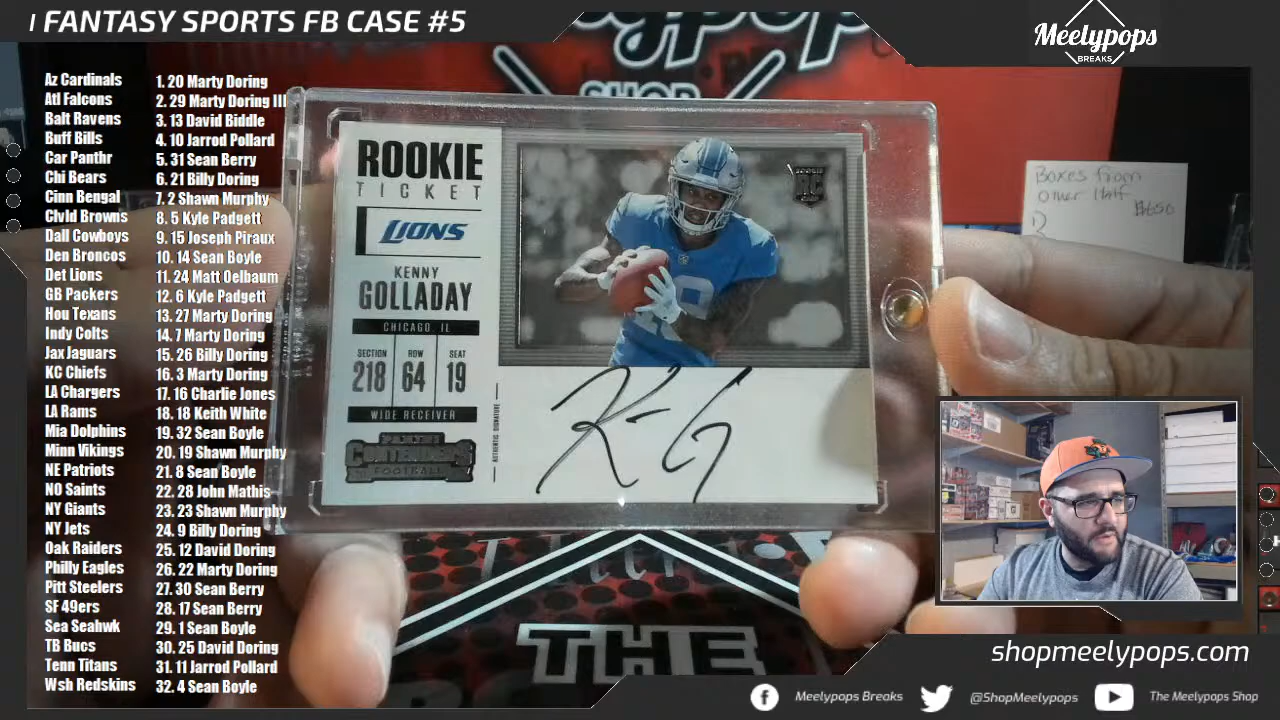 I FANTASY SPORTS FB CASE #5
Meelypops
BREAKS
Az Cardinals 1. 20 Marty Doring
Atl Falcons 2. 29 Marty Doring III
Balt Ravens 3. 13 David Biddle
Buff Bills 4. 10 Jarrod Pollard
Car Panthr 5. 31 Sean Berry
Chi Bears 6. 21 Billy Doring
Cinn Bengal 7. 2 Shawn Murphy
Clvld Browns 8. 5 Kyle Padgett
Dall Cowboys 9. 15 Joseph Piraux
Den Broncos 10. 14 Sean Boyle
Det Lions 11. 24 Matt Oelbaum
GB Packers 12. 6 Kyle Padgett
Hou Texans 13. 27 Marty Doring
Indy Colts 14. 7 Marty Doring
Jax Jaguars 15. 26 Billy Doring
KC Chiefs 16. 3 Marty Doring
LA Chargers 17. 16 Charlie Jones
LA Rams 18. 18 Keith White
Mia Dolphins 19. 32 Sean Boyle
Minn Vikings 20. 19 Shawn Murphy
NE Patriots 21. 8 Sean Boyle
NO Saints 22. 28 John Mathis
NY Giants 23. 23 Shawn Murphy
NY Jets 24. 9 Billy Doring
Oak Raiders 25. 12 David Doring
Philly Eagles 26. 22 Marty Doring
Pitt Steelers 27. 30 Sean Berry
SF 49ers 28. 17 Sean Berry
Sea Seahwk 29. 1 Sean Boyle
TB Bucs 30. 25 David Doring
Tenn Titans 31. 11 Jarrod Pollard
Wsh Redskins 32. 4 Sean Boyle
SHOP
ROOKIE
TICKET
LIONS
KENNY
GOLLADAY
CHICAGO, IL
SECTION ROW SEAT
218 64 19
WIDE RECEIVER
PANINI
CONTENDERS
FOOTBALL
AUTHENTIC SIGNATURE
ROOKIE
RC
19
K G
Boxes from
other Half
$650
THE
shopmeelypops.com
Meelypops Breaks @ShopMeelypops The Meelypops Shop